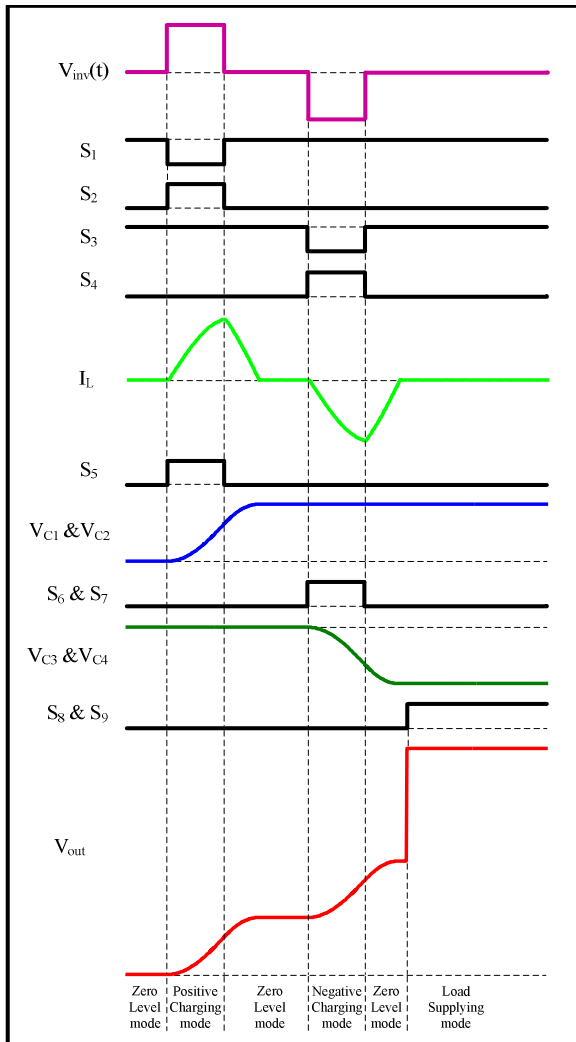 Vinv(t)
S1
S2
S3
S4
IL
S5
VC1 &VC2
S6 & S7
VC3 &VC4
S8 & S9
Vout
Zero Level mode
Positive Charging mode
Zero Level mode
Negative Charging mode
Zero Level mode
Load Supplying mode